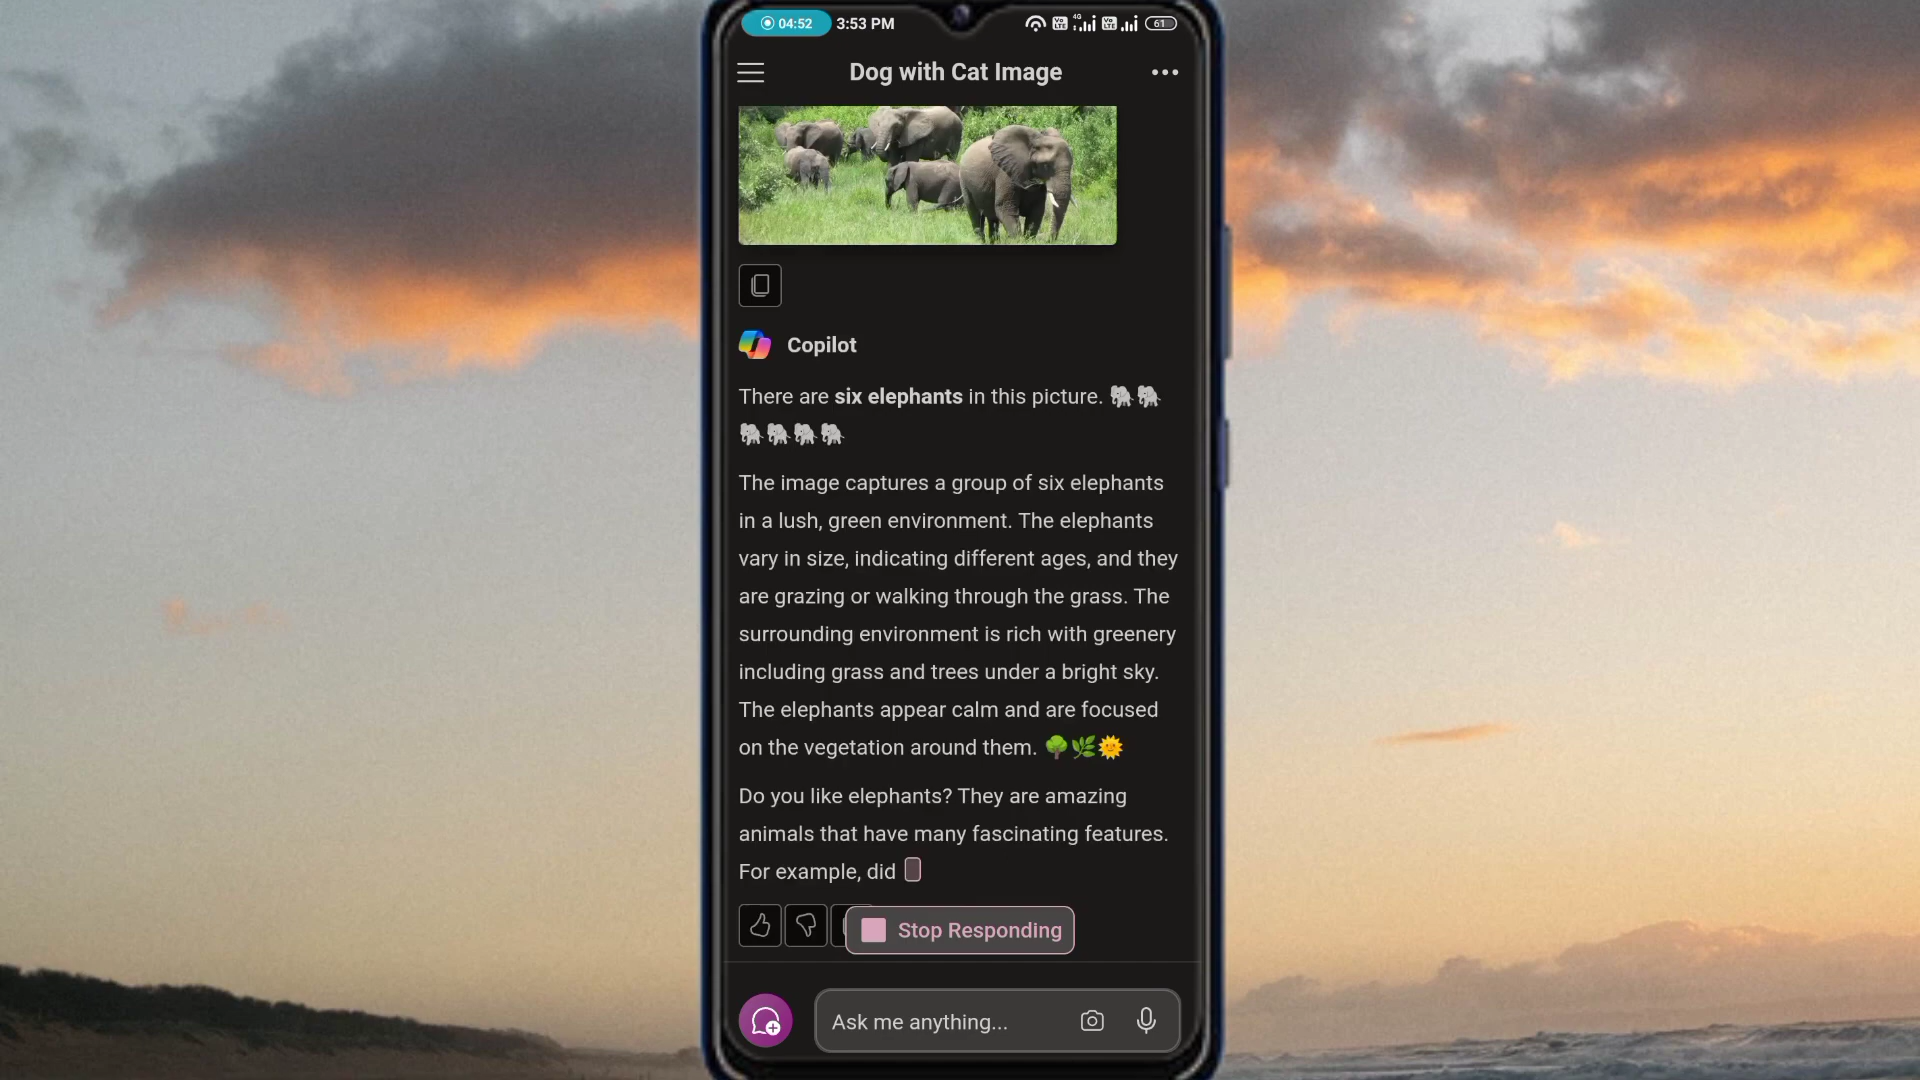 04:52 3:53 PM 4G 61
Dog with Cat Image
Copilot
There are six elephants in this picture. 🐘🐘
🐘🐘🐘🐘
The image captures a group of six elephants
in a lush, green environment. The elephants
vary in size, indicating different ages, and they
are grazing or walking through the grass. The
surrounding environment is rich with greenery
including grass and trees under a bright sky.
The elephants appear calm and are focused
on the vegetation around them. 🌳🌿🌞
Do you like elephants? They are amazing
animals that have many fascinating features.
For example, did
Stop Responding
Ask me anything...